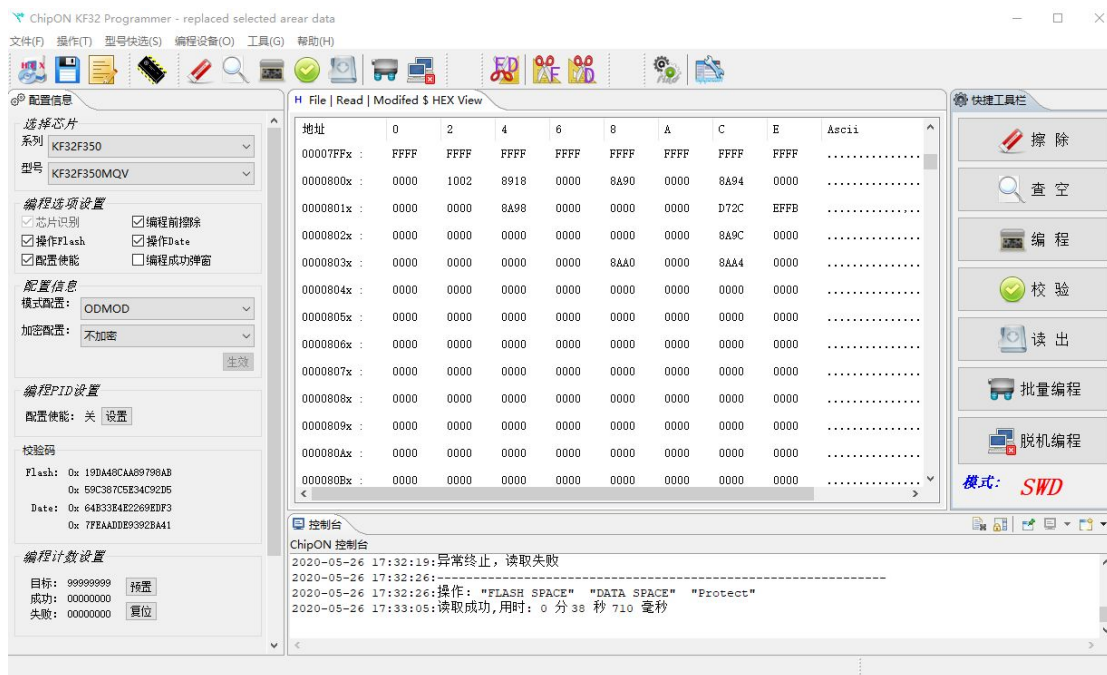 ChipON KF32 Programmer - replaced selected arear data
文件(F) 操作(T) 型号快选(S) 编程设备(O) 工具(G) 帮助(H)
配置信息
选择芯片
系列 KF32F350
型号 KF32F350MQV
编程选项设置
芯片识别 编程前擦除
操作Flash 操作Date
配置使能 编程成功弹窗
配置信息
模式配置: ODMOD
加密配置: 不加密
生效
编程PID设置
配置使能: 关 设置
校验码
Flash: 0x 19DA48CAA89798AB
0x 59C387C5E34C92D5
Date: 0x 64B33E4E2269EDF3
0x 7FEAADDE9392BA41
编程计数设置
目标: 99999999 预置
成功: 00000000
失败: 00000000 复位
H File | Read | Modifed $ HEX View
地址 0 2 4 6 8 A C E Ascii
00007FFx : FFFF FFFF FFFF FFFF FFFF FFFF FFFF FFFF ...............
0000800x : 0000 1002 8918 0000 8A90 0000 8A94 0000 ...............
0000801x : 0000 0000 8A98 0000 0000 0000 D72C EFFB .............,..
0000802x : 0000 0000 0000 0000 0000 0000 8A9C 0000 ...............
0000803x : 0000 0000 0000 0000 8AA0 0000 8AA4 0000 ...............
0000804x : 0000 0000 0000 0000 0000 0000 0000 0000 ...............
0000805x : 0000 0000 0000 0000 0000 0000 0000 0000 ...............
0000806x : 0000 0000 0000 0000 0000 0000 0000 0000 ...............
0000807x : 0000 0000 0000 0000 0000 0000 0000 0000 ...............
0000808x : 0000 0000 0000 0000 0000 0000 0000 0000 ...............
0000809x : 0000 0000 0000 0000 0000 0000 0000 0000 ...............
000080Ax : 0000 0000 0000 0000 0000 0000 0000 0000 ...............
000080Bx : 0000 0000 0000 0000 0000 0000 0000 0000 ...............
控制台
ChipON 控制台
2020-05-26 17:32:19:异常终止，读取失败
2020-05-26 17:32:26:--------------------------------------------------------------
2020-05-26 17:32:26:操作: "FLASH SPACE" "DATA SPACE" "Protect"
2020-05-26 17:33:05:读取成功,用时: 0 分 38 秒 710 毫秒
快捷工具栏
擦 除
查 空
编 程
校 验
读 出
批量编程
脱机编程
模式: SWD